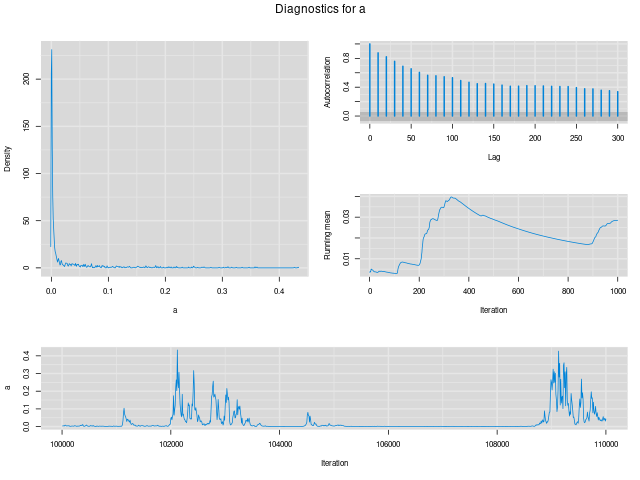 Diagnostics for a
Density
0 50 100 150 200
0.0 0.1 0.2 0.3 0.4
a
Autocorrelation
0.0 0.4 0.8
0 50 100 150 200 250 300
Lag
Running mean
0.01 0.03
0 200 400 600 800 1000
Iteration
a
0.0 0.1 0.2 0.3 0.4
100000 102000 104000 106000 108000 110000
Iteration